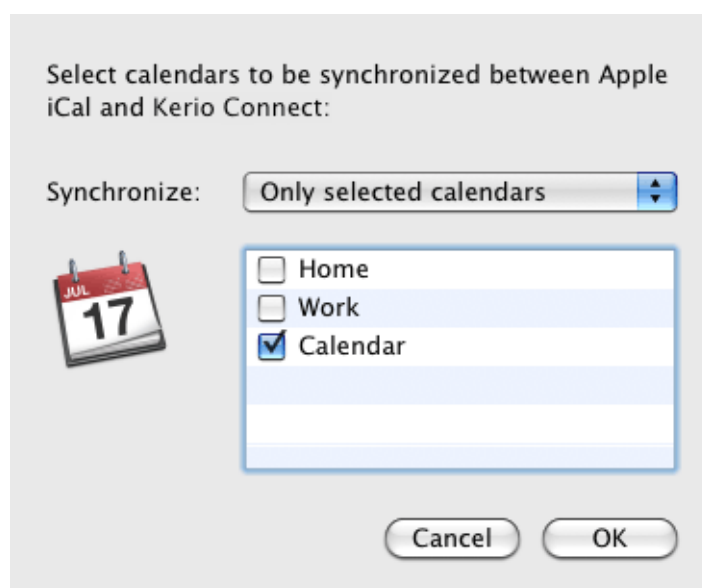 Select calendars to be synchronized between Apple
iCal and Kerio Connect:
Synchronize: Only selected calendars
JUL
17
Home
Work
Calendar
Cancel OK